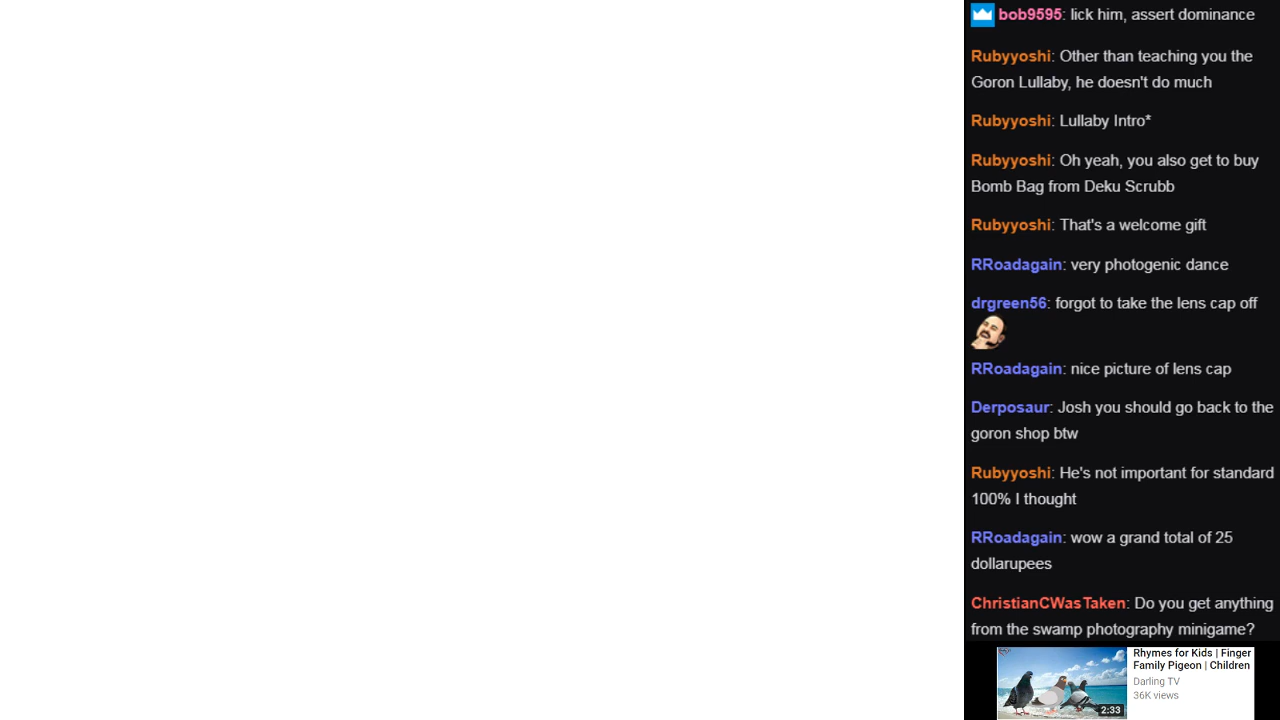 bob9595: lick him, assert dominance
Rubyyoshi: Other than teaching you the
Goron Lullaby, he doesn't do much
Rubyyoshi: Lullaby Intro*
Rubyyoshi: Oh yeah, you also get to buy
Bomb Bag from Deku Scrubb
Rubyyoshi: That's a welcome gift
RRoadagain: very photogenic dance
drgreen56: forgot to take the lens cap off
RRoadagain: nice picture of lens cap
Derposaur: Josh you should go back to the
goron shop btw
Rubyyoshi: He's not important for standard
100% I thought
RRoadagain: wow a grand total of 25
dollarupees
ChristianCWasTaken: Do you get anything
from the swamp photography minigame?
Rhymes for Kids | Finger
Family Pigeon | Children
Darling TV
36K views
2:33